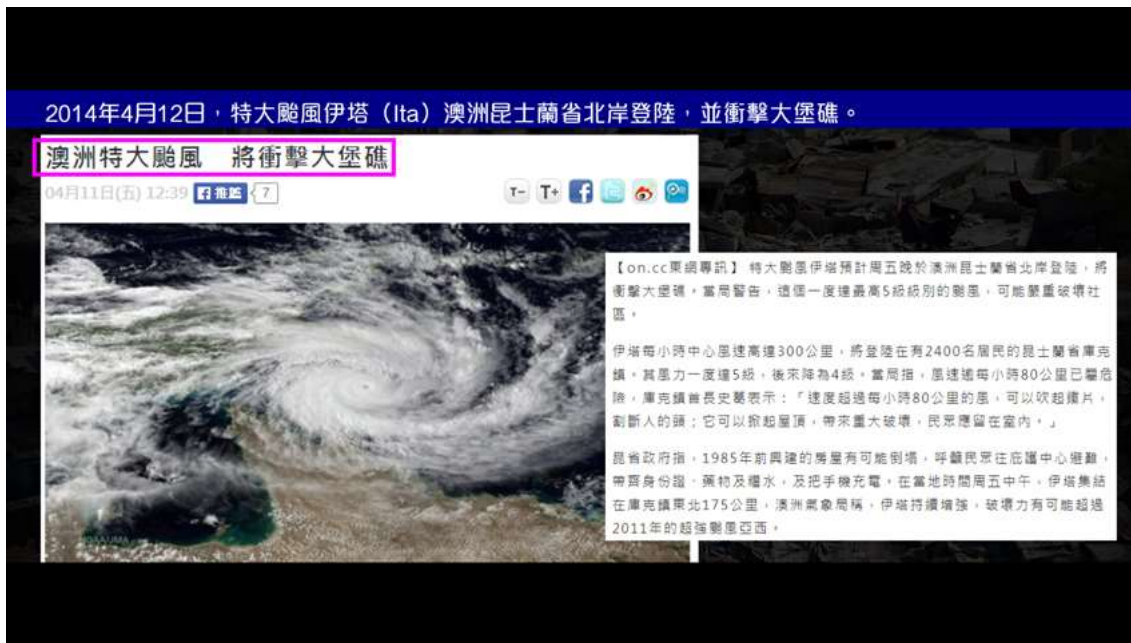 2014年4月12日，特大颱風伊塔（Ita）澳洲昆士蘭省北岸登陸，並衝擊大堡礁。
澳洲特大颱風　將衝擊大堡礁
04月11日(五) 12:39 推薦 7
T- T+
【on.cc東網專訊】 特大颶風伊塔預計周五晚於澳洲昆士蘭省北岸登陸，將
衝擊大堡礁。當局警告，這個一度達最高5級級別的颶風，可能嚴重破壞社
區。
伊塔每小時中心風速高達300公里，將登陸在有2400名居民的昆士蘭省庫克
鎮。其風力一度達5級，後來降為4級。當局指，風速逾每小時80公里已屬危
險，庫克鎮首長史葛表示：「速度超過每小時80公里的風，可以吹起鐵片，
割斷人的頭；它可以掀起屋頂，帶來重大破壞，民眾應留在室內。」
昆省政府指，1985年前興建的房屋有可能倒塌，呼籲民眾往庇護中心避難，
帶齊身份證、藥物及糧水，及把手機充電。在當地時間周五中午，伊塔集結
在庫克鎮東北175公里，澳洲氣象局稱，伊塔持續增強，破壞力有可能超過
2011年的超強颶風亞西。